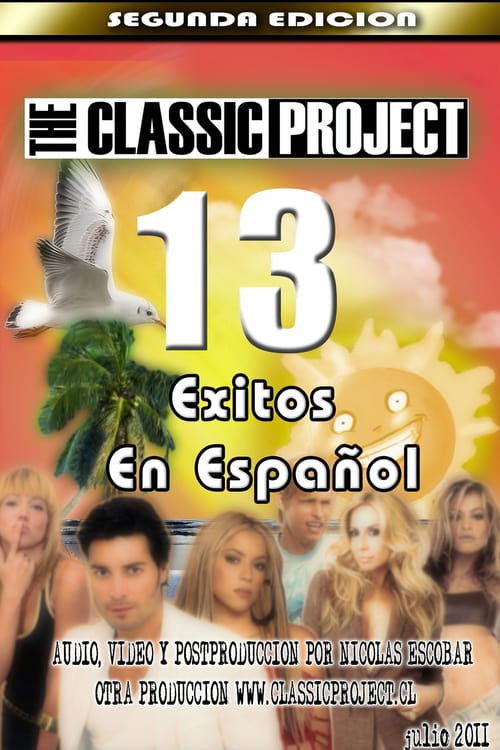 SEGUNDA EDICION
THE CLASSIC PROJECT
13
Exitos
En Español
AUDIO, VIDEO Y POSTPRODUCCION POR NICOLAS ESCOBAR
OTRA PRODUCCION WWW.CLASSICPROJECT.CL
julio 2011